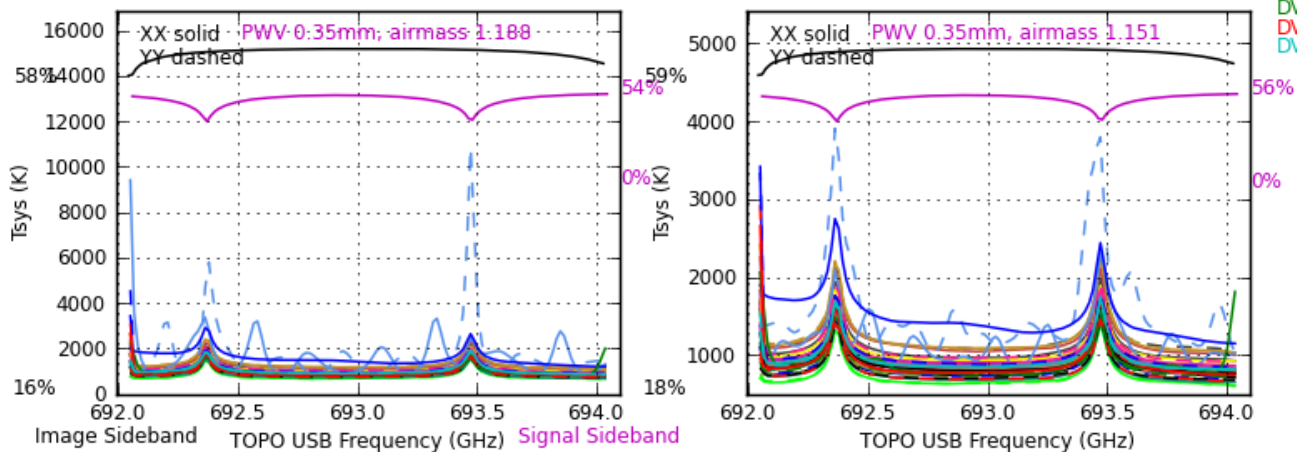 DV
DV
DV
XX solid PWV 0.35mm, airmass 1.188
YY dashed
16000
58%
14000
12000
10000
8000
6000
4000
2000
0
16%
54%
0%
Tsys (K)
692.0 692.5 693.0 693.5 694.0
Image Sideband TOPO USB Frequency (GHz) Signal Sideband
XX solid PWV 0.35mm, airmass 1.151
YY dashed
5000
59%
4000
3000
2000
1000
18%
56%
0%
Tsys (K)
692.0 692.5 693.0 693.5 694.0
TOPO USB Frequency (GHz)